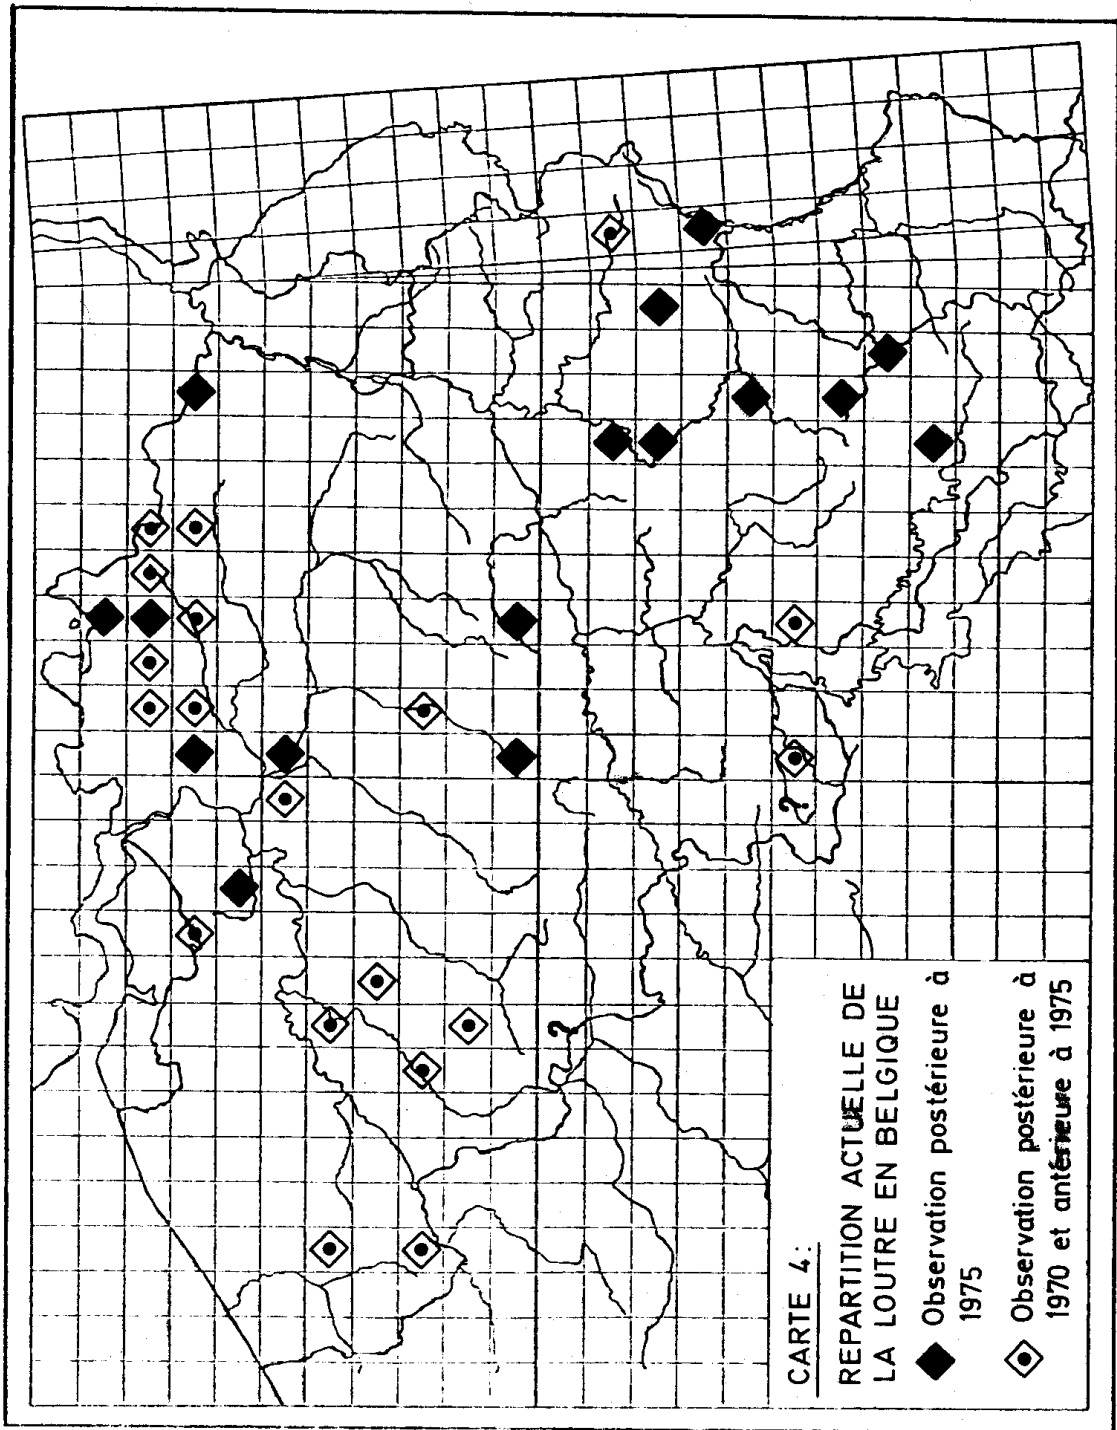 CARTE 4:
REPARTITION ACTUELLE DE
LA LOUTRE EN BELGIQUE
Observation postérieure à
1975
Observation postérieure à
1970 et antérieure à 1975
?
?